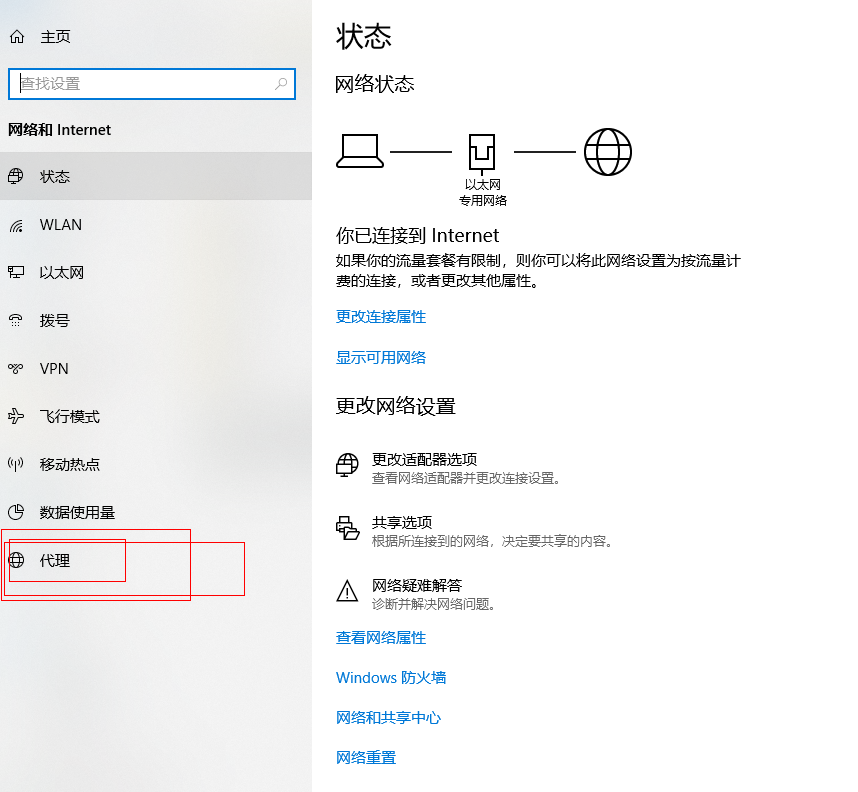 主页
查找设置
网络和 Internet
状态
WLAN
以太网
拨号
VPN
飞行模式
移动热点
数据使用量
代理
状态
网络状态
以太网
专用网络
你已连接到 Internet
如果你的流量套餐有限制，则你可以将此网络设置为按流量计
费的连接，或者更改其他属性。
更改连接属性
显示可用网络
更改网络设置
更改适配器选项
查看网络适配器并更改连接设置。
共享选项
根据所连接到的网络，决定要共享的内容。
网络疑难解答
诊断并解决网络问题。
查看网络属性
Windows 防火墙
网络和共享中心
网络重置